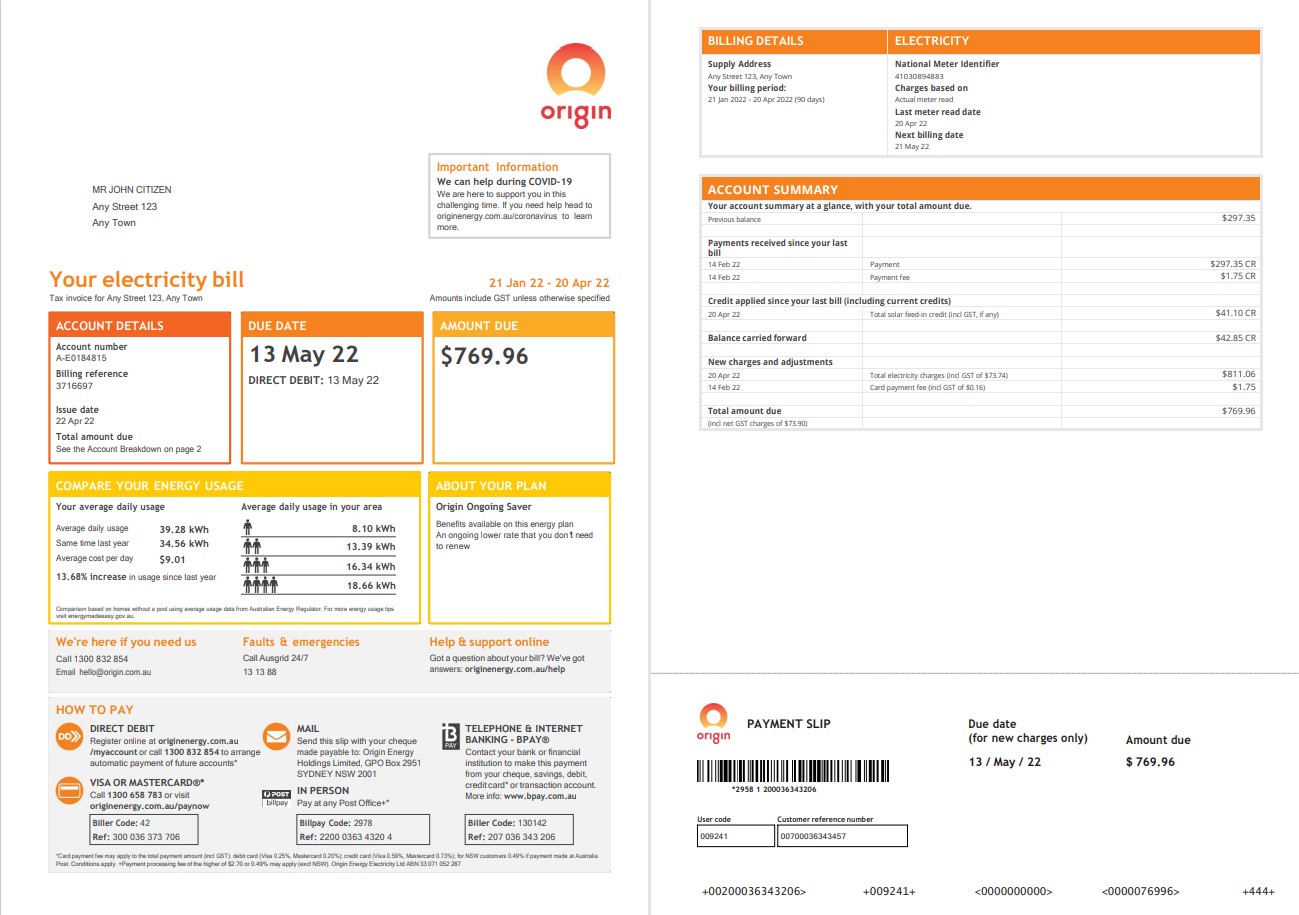 origin
MR JOHN CITIZEN
Any Street 123
Any Town
Important Information
We can help during COVID-19
We are here to support you in this
challenging time. If you need help head to
originenergy.com.au/coronavirus to learn
more.
Your electricity bill
Tax invoice for Any Street 123, Any Town
21 Jan 22 - 20 Apr 22
Amounts include GST unless otherwise specified
ACCOUNT DETAILS
Account number
A-E0184815
Billing reference
3716697
Issue date
22 Apr 22
Total amount due
See the Account Breakdown on page 2
DUE DATE
13 May 22
DIRECT DEBIT: 13 May 22
AMOUNT DUE
$769.96
COMPARE YOUR ENERGY USAGE
Your average daily usage
Average daily usage 39.28 kWh
Same time last year 34.56 kWh
Average cost per day $9.01
13.68% increase in usage since last year
Average daily usage in your area
8.10 kWh
13.39 kWh
16.34 kWh
18.66 kWh
Comparison based on homes without a pool using average usage data from Australian Energy Regulator. For more energy usage tips
visit energymadeeasy.gov.au.
ABOUT YOUR PLAN
Origin Ongoing Saver
Benefits available on this energy plan
An ongoing lower rate that you don't need
to renew
We're here if you need us
Call 1300 832 854
Email hello@origin.com.au
Faults & emergencies
Call Ausgrid 24/7
13 13 88
Help & support online
Got a question about your bill? We've got
answers: originenergy.com.au/help
HOW TO PAY
DD
DIRECT DEBIT
Register online at originenergy.com.au
/myaccount or call 1300 832 854 to arrange
automatic payment of future accounts*
VISA OR MASTERCARD®*
Call 1300 658 783 or visit
originenergy.com.au/paynow
Biller Code: 42
Ref: 300 036 373 706
MAIL
Send this slip with your cheque
made payable to: Origin Energy
Holdings Limited, GPO Box 2951
SYDNEY NSW 2001
POST
billpay
IN PERSON
Pay at any Post Office+*
Billpay Code: 2978
Ref: 2200 0363 4320 4
B
PAY
TELEPHONE & INTERNET
BANKING - BPAY®
Contact your bank or financial
institution to make this payment
from your cheque, savings, debit,
credit card* or transaction account.
More info: www.bpay.com.au
Biller Code: 130142
Ref: 207 036 343 206
*Card payment fee may apply to the total payment amount (incl GST): debit card (Visa 0.25%, Mastercard 0.20%); credit card (Visa 0.59%, Mastercard 0.73%); for NSW customers 0.49% if payment made at Australia
Post. Conditions apply. +Payment processing fee of the higher of $2.70 or 0.49% may apply (excl NSW). Origin Energy Electricity Ltd ABN 33 071 052 287
BILLING DETAILS
Supply Address
Any Street 123, Any Town
Your billing period:
21 Jan 2022 - 20 Apr 2022 (90 days)
ELECTRICITY
National Meter Identifier
41030894883
Charges based on
Actual meter read
Last meter read date
20 Apr 22
Next billing date
21 May 22
ACCOUNT SUMMARY
Your account summary at a glance, with your total amount due.
Previous balance $297.35
Payments received since your last
bill
14 Feb 22 Payment $297.35 CR
14 Feb 22 Payment fee $1.75 CR
Credit applied since your last bill (including current credits)
20 Apr 22 Total solar feed-in credit (incl GST, if any) $41.10 CR
Balance carried forward $42.85 CR
New charges and adjustments
20 Apr 22 Total electricity charges (incl GST of $73.74) $811.06
14 Feb 22 Card payment fee (incl GST of $0.16) $1.75
Total amount due $769.96
(incl net GST charges of $73.90)
origin
PAYMENT SLIP
Due date
(for new charges only)
13 / May / 22
Amount due
$ 769.96
*2958 1 200036343206
User code
009241
Customer reference number
00700036343457
+00200036343206> +009241+ <0000000000> <0000076996> +444+